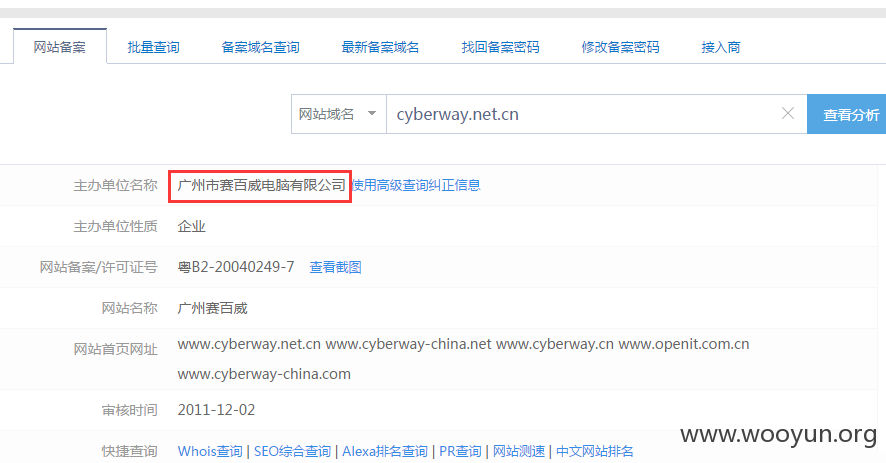 网站备案 批量查询 备案域名查询 最新备案域名 找回备案密码 修改备案密码 接入商
网站域名 cyberway.net.cn 查看分析
主办单位名称 广州市赛百威电脑有限公司 使用高级查询纠正信息
主办单位性质 企业
网站备案/许可证号 粤B2-20040249-7 查看截图
网站名称 广州赛百威
网站首页网址 www.cyberway.net.cn www.cyberway-china.net www.cyberway.cn www.openit.com.cn
www.cyberway-china.com
审核时间 2011-12-02
快捷查询 Whois查询 | SEO综合查询 | Alexa排名查询 | PR查询 | 网站测速 | 中文网站排名
www.wooyun.org